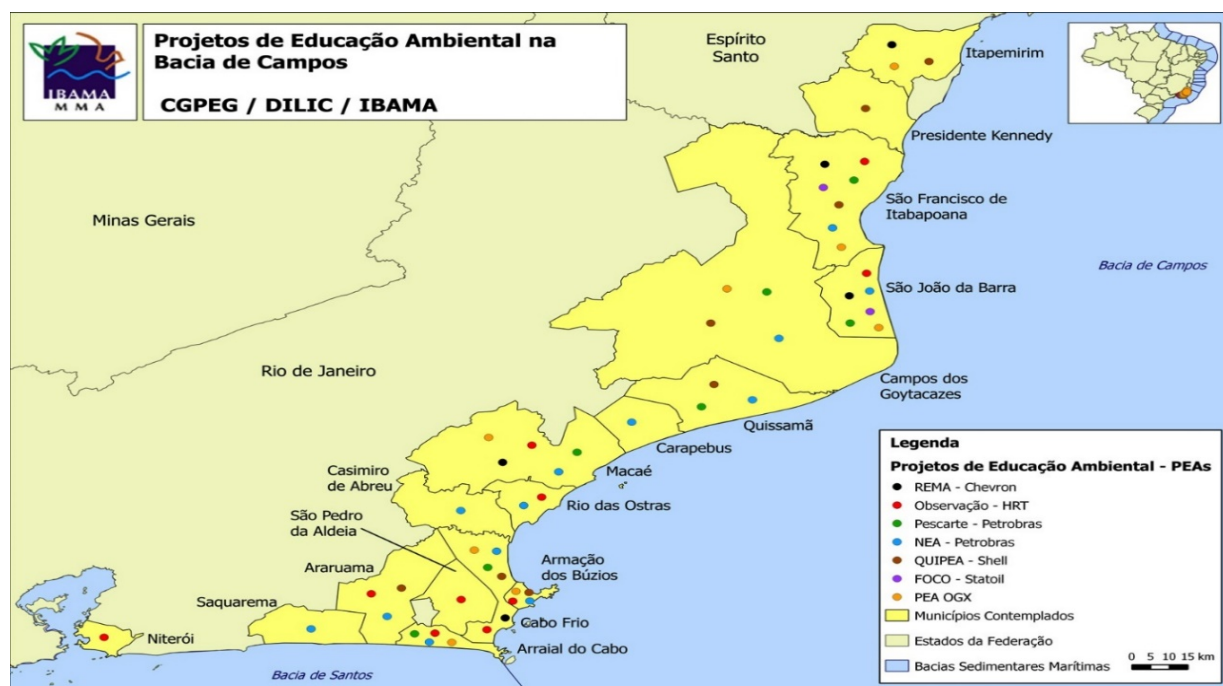 IBAMA
M M A
Projetos de Educação Ambiental na
Bacia de Campos
CGPEG / DILIC / IBAMA
Espírito
Santo
Itapemirim
Presidente Kennedy
Minas Gerais
São Francisco de
Itabapoana
Bacia de Campos
São João da Barra
Rio de Janeiro
Campos dos
Goytacazes
Quissamã
Carapebus
Macaé
Casimiro
de Abreu
Rio das Ostras
São Pedro
da Aldeia
Armação
dos Búzios
Araruama
Saquarema
Cabo Frio
Niterói
Arraial do Cabo
Bacia de Santos
Legenda
Projetos de Educação Ambiental - PEAs
REMA - Chevron
Observação - HRT
Pescarte - Petrobras
NEA - Petrobras
QUIPEA - Shell
FOCO - Statoil
PEA OGX
Municípios Contemplados
Estados da Federação
Bacias Sedimentares Marítimas
0 5 10 15 km